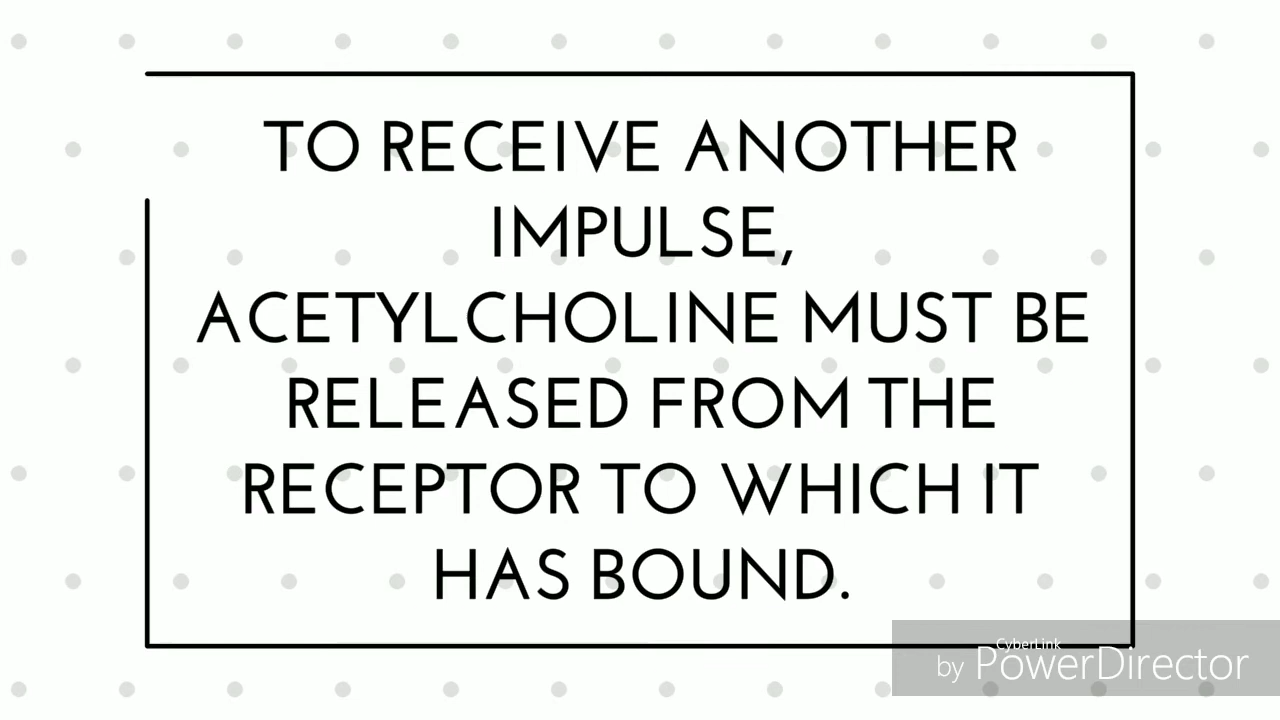 TO RECEIVE ANOTHER
IMPULSE,
ACETYLCHOLINE MUST BE
RELEASED FROM THE
RECEPTOR TO WHICH IT
HAS BOUND.
CyberLink
by PowerDirector